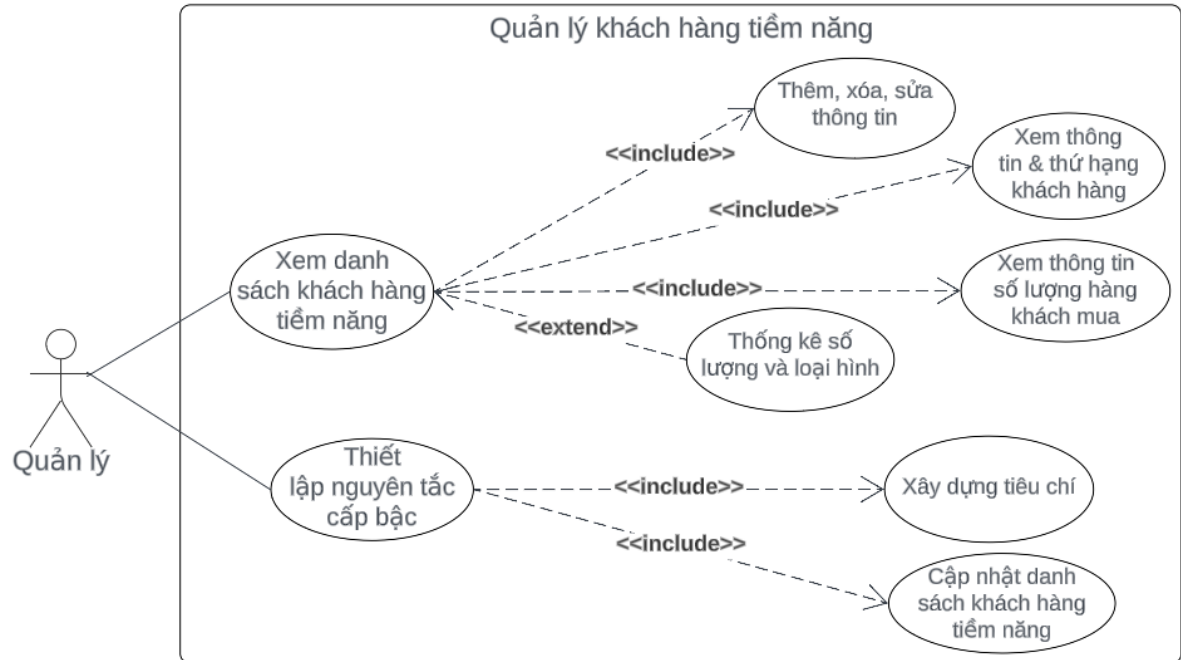 Quản lý khách hàng tiềm năng
Thêm, xóa, sửa
thông tin
<<include>>
Xem thông
tin & thứ hạng
khách hàng
<<include>>
Xem danh
sách khách hàng
tiềm năng
<<include>>
Xem thông tin
số lượng hàng
khách mua
<<extend>>
Thống kê số
lượng và loại hình
Quản lý
Thiết
lập nguyên tắc
cấp bậc
<<include>>
Xây dựng tiêu chí
<<include>>
Cập nhật danh
sách khách hàng
tiềm năng